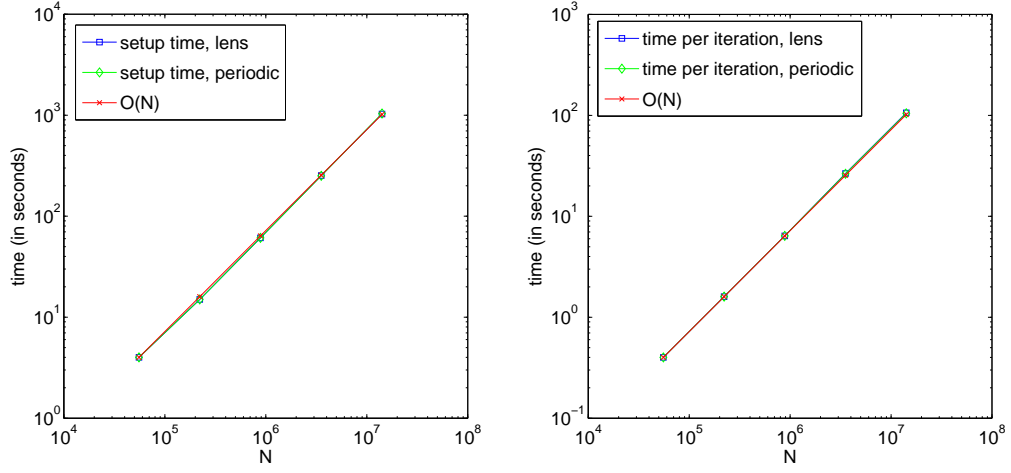 setup time, lens
setup time, periodic
O(N)
time (in seconds)
10^4
10^3
10^2
10^1
10^0
10^4
10^5
10^6
10^7
10^8
N
time per iteration, lens
time per iteration, periodic
O(N)
time (in seconds)
10^3
10^2
10^1
10^0
10^−1
10^4
10^5
10^6
10^7
10^8
N